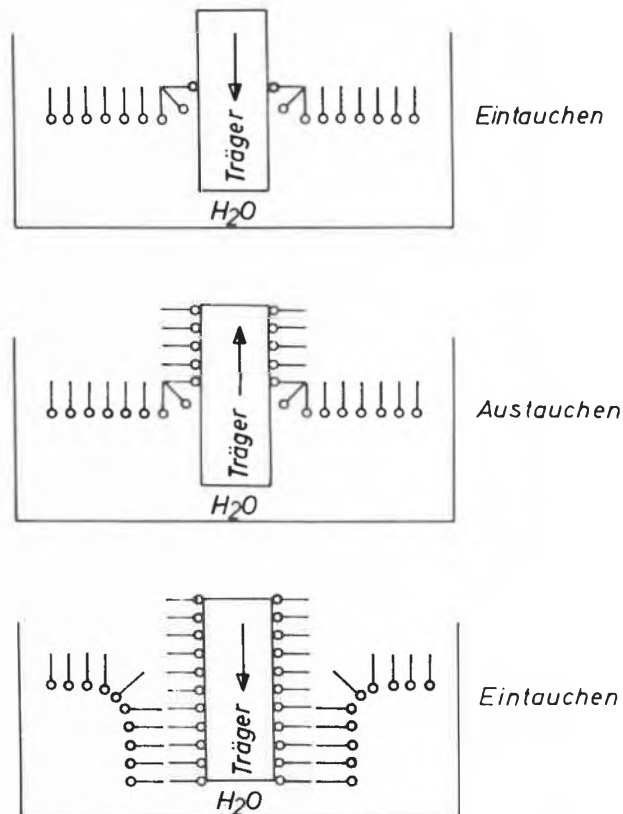 Träger
H2O
Eintauchen
Träger
H2O
Austauchen
Träger
H2O
Eintauchen